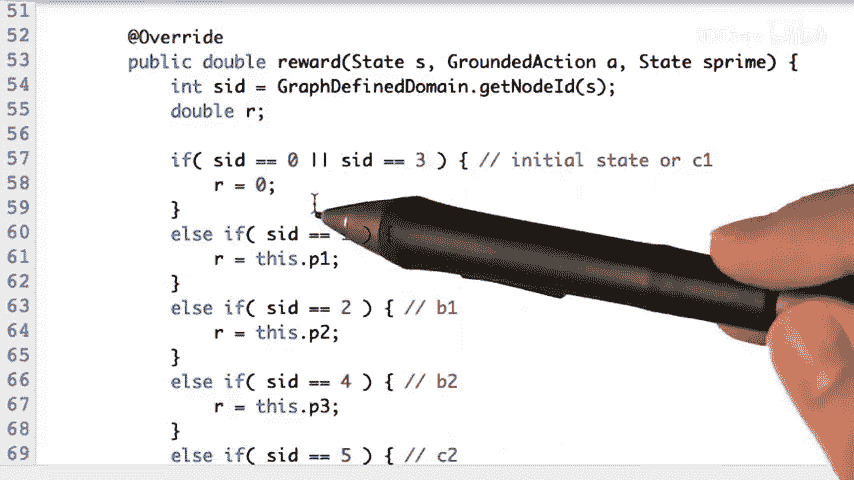 51
52 @Override
53 public double reward(State s, GroundedAction a, State sprime) {
54 int sid = GraphDefinedDomain.getNodeId(s);
55 double r;
56
57 if( sid == 0 || sid == 3 ) { // initial state or c1
58 r = 0;
59 }
60 else if( sid == )
61 r = this.p1;
62 }
63 else if( sid == 2 ) { // b1
64 r = this.p2;
65 }
66 else if( sid == 4 ) { // b2
67 r = this.p3;
68 }
69 else if( sid == 5 ) { // c2